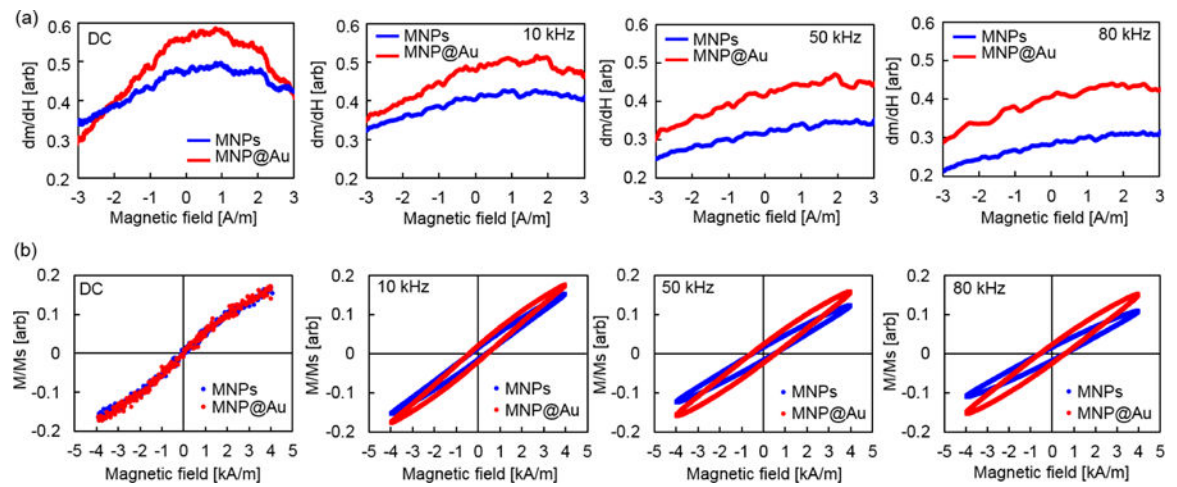 (a)
dm/dH [arb]
0.6
0.5
0.4
0.3
0.2
DC
MNPs
MNP@Au
-3 -2 -1 0 1 2 3
Magnetic field [A/m]
dm/dH [arb]
0.6
0.5
0.4
0.3
0.2
MNPs
10 kHz
MNP@Au
-3 -2 -1 0 1 2 3
Magnetic field [A/m]
dm/dH [arb]
0.6
0.5
0.4
0.3
0.2
MNPs
50 kHz
MNP@Au
-3 -2 -1 0 1 2 3
Magnetic field [A/m]
dm/dH [arb]
0.6
0.5
0.4
0.3
0.2
MNPs
80 kHz
MNP@Au
-3 -2 -1 0 1 2 3
Magnetic field [A/m]
(b)
M/Ms [arb]
0.2
0.1
0
-0.1
-0.2
DC
MNPs
MNP@Au
-5 -4 -3 -2 -1 0 1 2 3 4 5
Magnetic field [kA/m]
M/Ms [arb]
0.2
0.1
0
-0.1
-0.2
10 kHz
MNPs
MNP@Au
-5 -4 -3 -2 -1 0 1 2 3 4 5
Magnetic field [kA/m]
M/Ms [arb]
0.2
0.1
0
-0.1
-0.2
50 kHz
MNPs
MNP@Au
-5 -4 -3 -2 -1 0 1 2 3 4 5
Magnetic field [kA/m]
M/Ms [arb]
0.2
0.1
0
-0.1
-0.2
80 kHz
MNPs
MNP@Au
-5 -4 -3 -2 -1 0 1 2 3 4 5
Magnetic field [kA/m]